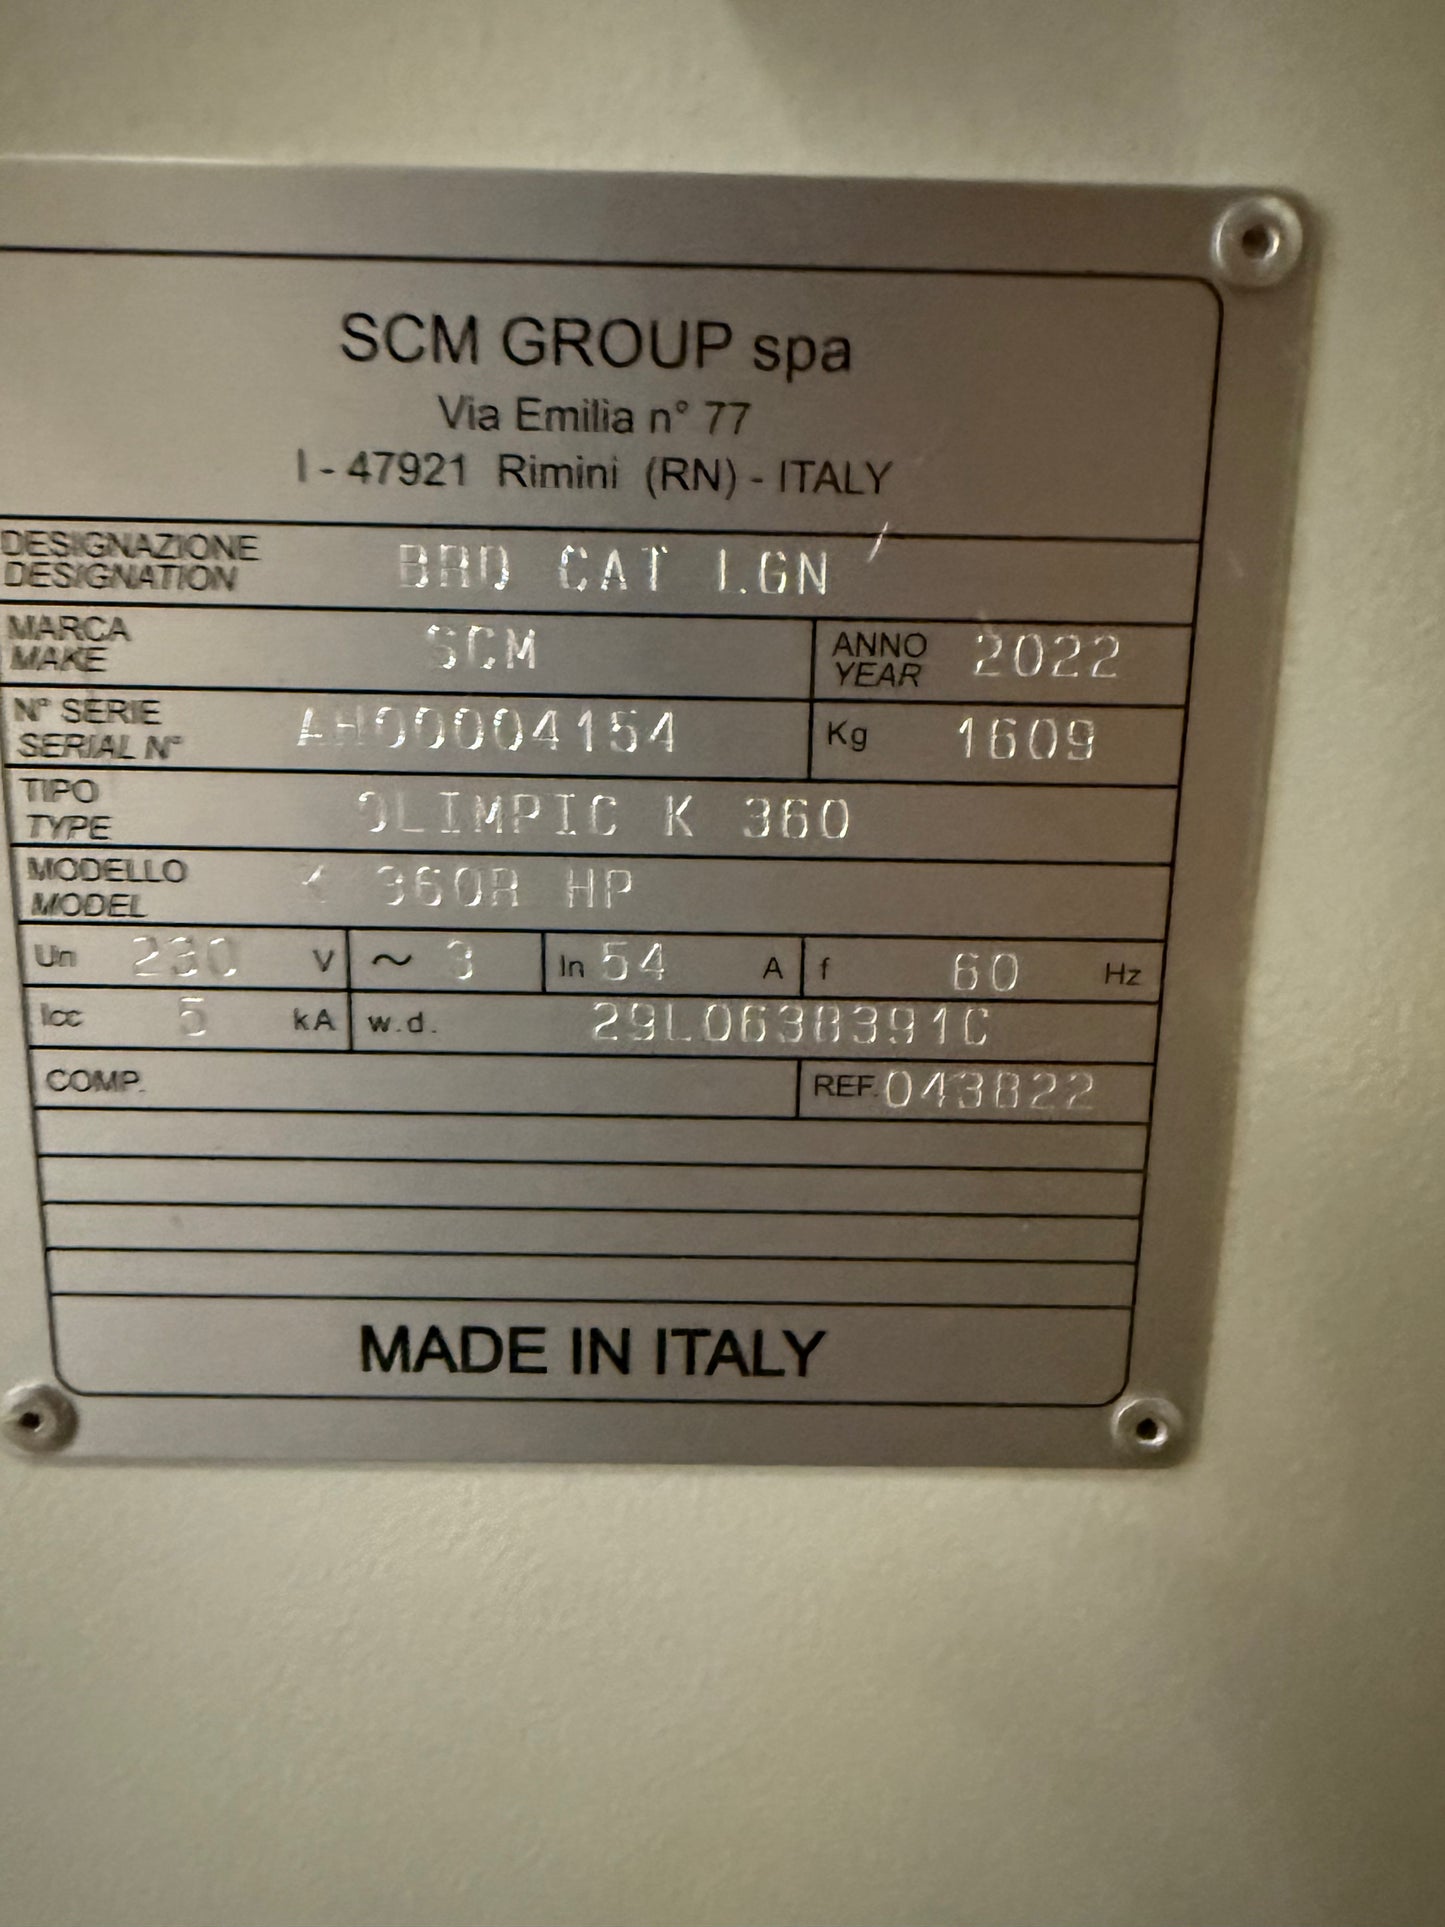 SCM GROUP spa
Via Emilia n° 77
I - 47921 Rimini (RN) - ITALY
DESIGNAZIONE
DESIGNATION
BRD CAT LGN
MARCA
MAKE
SCM
ANNO
YEAR
2022
N° SERIE
SERIAL N°
AH00004154
Kg 1609
TIPO
TYPE
OLIMPIC K 360
MODELLO
MODEL
K 360R HP
Un 230 V ~ 3 In 54 A f 60 Hz
Icc 5 kA w.d. 29L0638391C
COMP. REF. 043822
MADE IN ITALY